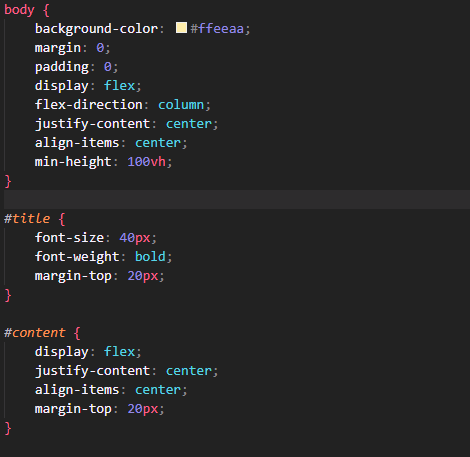 body {
    background-color: #ffeeaa;
    margin: 0;
    padding: 0;
    display: flex;
    flex-direction: column;
    justify-content: center;
    align-items: center;
    min-height: 100vh;
}

#title {
    font-size: 40px;
    font-weight: bold;
    margin-top: 20px;
}

#content {
    display: flex;
    justify-content: center;
    align-items: center;
    margin-top: 20px;
}